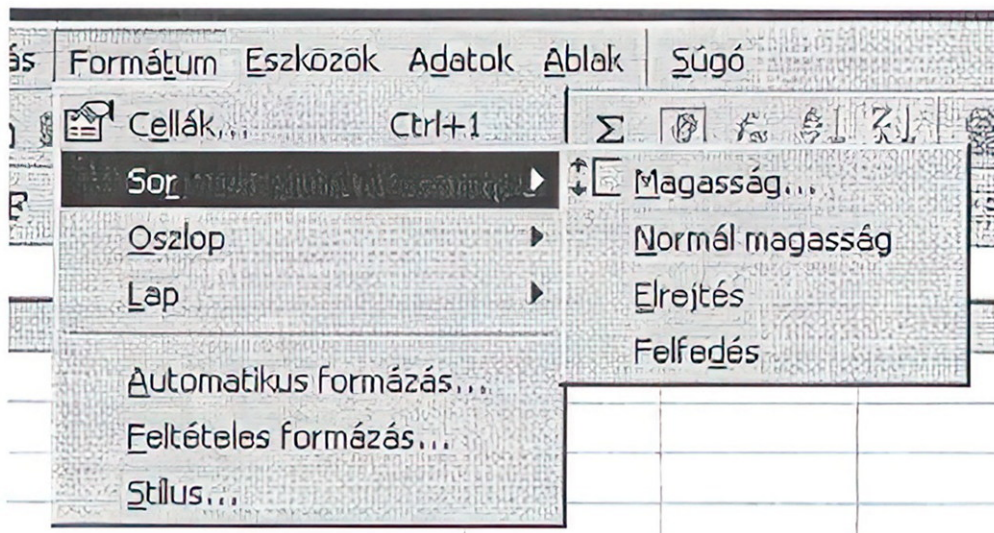 ás Formátum Eszközök Adatok Ablak Súgó
Cellák... Ctrl+1
Σ
Sor
Magasság...
Oszlop
Normál magasság
Lap
Elrejtés
Felfedés
Automatikus formázás...
Feltételes formázás...
Stílus...